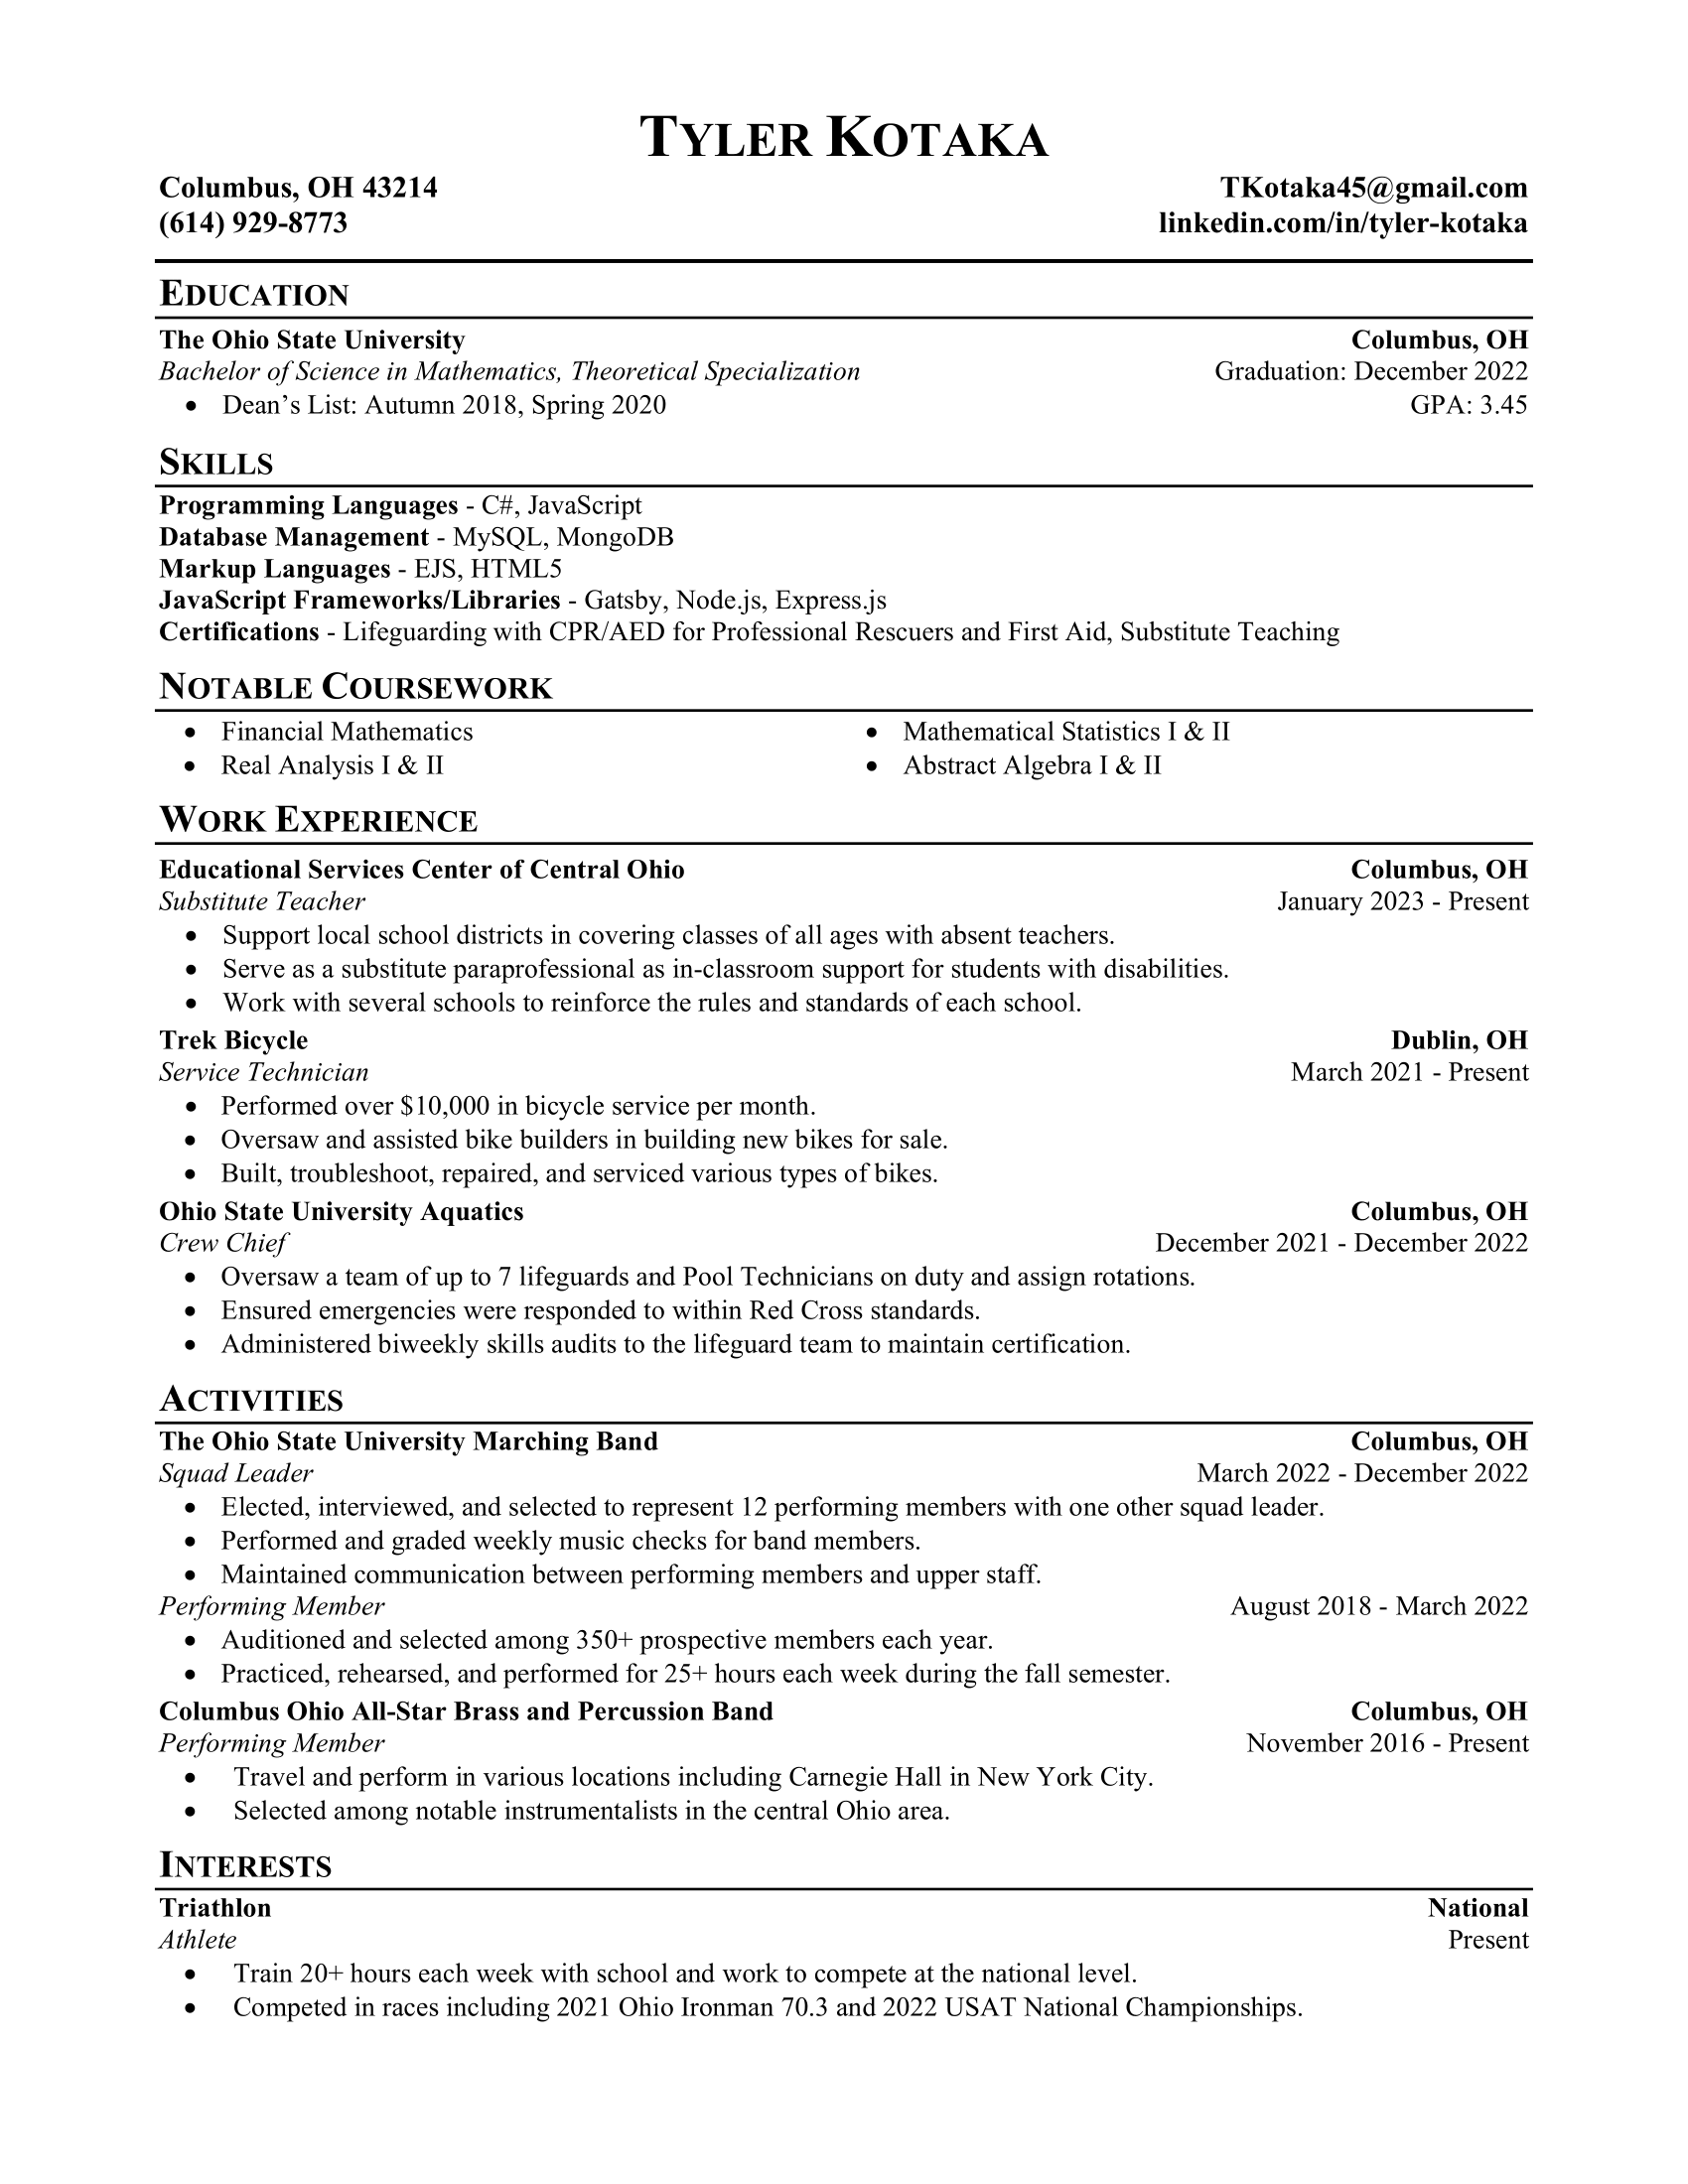 TYLER KOTAKA
Columbus, OH 43214 TKotaka45@gmail.com
(614) 929-8773 linkedin.com/in/tyler-kotaka
EDUCATION
The Ohio State University Columbus, OH
Bachelor of Science in Mathematics, Theoretical Specialization Graduation: December 2022
• Dean’s List: Autumn 2018, Spring 2020 GPA: 3.45
SKILLS
Programming Languages - C#, JavaScript
Database Management - MySQL, MongoDB
Markup Languages - EJS, HTML5
JavaScript Frameworks/Libraries - Gatsby, Node.js, Express.js
Certifications - Lifeguarding with CPR/AED for Professional Rescuers and First Aid, Substitute Teaching
NOTABLE COURSEWORK
• Financial Mathematics • Mathematical Statistics I & II
• Real Analysis I & II • Abstract Algebra I & II
WORK EXPERIENCE
Educational Services Center of Central Ohio Columbus, OH
Substitute Teacher January 2023 - Present
• Support local school districts in covering classes of all ages with absent teachers.
• Serve as a substitute paraprofessional as in-classroom support for students with disabilities.
• Work with several schools to reinforce the rules and standards of each school.
Trek Bicycle Dublin, OH
Service Technician March 2021 - Present
• Performed over $10,000 in bicycle service per month.
• Oversaw and assisted bike builders in building new bikes for sale.
• Built, troubleshoot, repaired, and serviced various types of bikes.
Ohio State University Aquatics Columbus, OH
Crew Chief December 2021 - December 2022
• Oversaw a team of up to 7 lifeguards and Pool Technicians on duty and assign rotations.
• Ensured emergencies were responded to within Red Cross standards.
• Administered biweekly skills audits to the lifeguard team to maintain certification.
ACTIVITIES
The Ohio State University Marching Band Columbus, OH
Squad Leader March 2022 - December 2022
• Elected, interviewed, and selected to represent 12 performing members with one other squad leader.
• Performed and graded weekly music checks for band members.
• Maintained communication between performing members and upper staff.
Performing Member August 2018 - March 2022
• Auditioned and selected among 350+ prospective members each year.
• Practiced, rehearsed, and performed for 25+ hours each week during the fall semester.
Columbus Ohio All-Star Brass and Percussion Band Columbus, OH
Performing Member November 2016 - Present
• Travel and perform in various locations including Carnegie Hall in New York City.
• Selected among notable instrumentalists in the central Ohio area.
INTERESTS
Triathlon National
Athlete Present
• Train 20+ hours each week with school and work to compete at the national level.
• Competed in races including 2021 Ohio Ironman 70.3 and 2022 USAT National Championships.